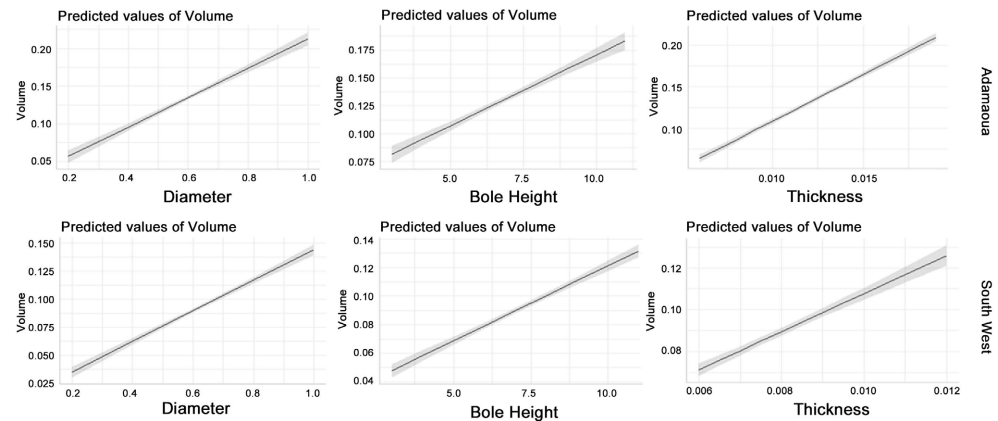 Predicted values of Volume
Volume
0.20
0.15
0.10
0.05
0.2 0.4 0.6 0.8 1.0
Diameter
Predicted values of Volume
Volume
0.175
0.150
0.125
0.100
0.075
5.0 7.5 10.0
Bole Height
Predicted values of Volume
Volume
0.20
0.15
0.10
0.010 0.015
Thickness
Adamaoua
Predicted values of Volume
Volume
0.150
0.125
0.100
0.075
0.050
0.025
0.2 0.4 0.6 0.8 1.0
Diameter
Predicted values of Volume
Volume
0.14
0.12
0.10
0.08
0.06
0.04
5.0 7.5 10.0
Bole Height
Predicted values of Volume
Volume
0.12
0.10
0.08
0.006 0.008 0.010 0.012
Thickness
South West